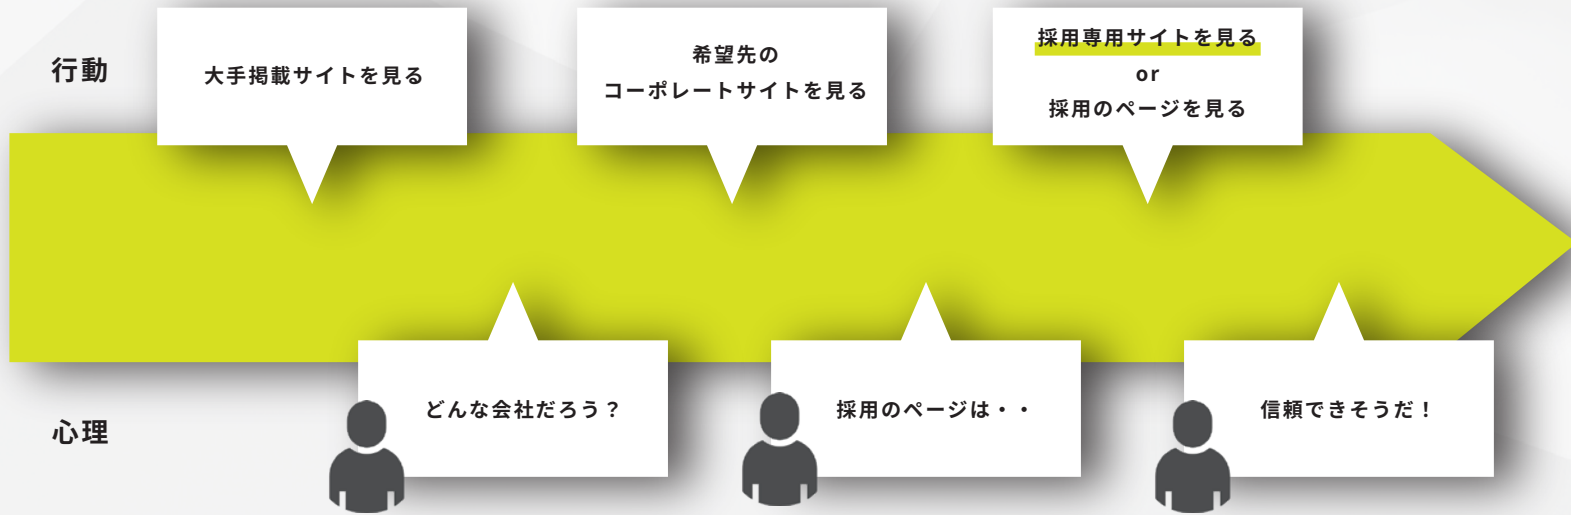 行動
大手掲載サイトを見る
希望先の
コーポレートサイトを見る
採用専用サイトを見る
or
採用のページを見る
心理
どんな会社だろう？
採用のページは・・
信頼できそうだ！